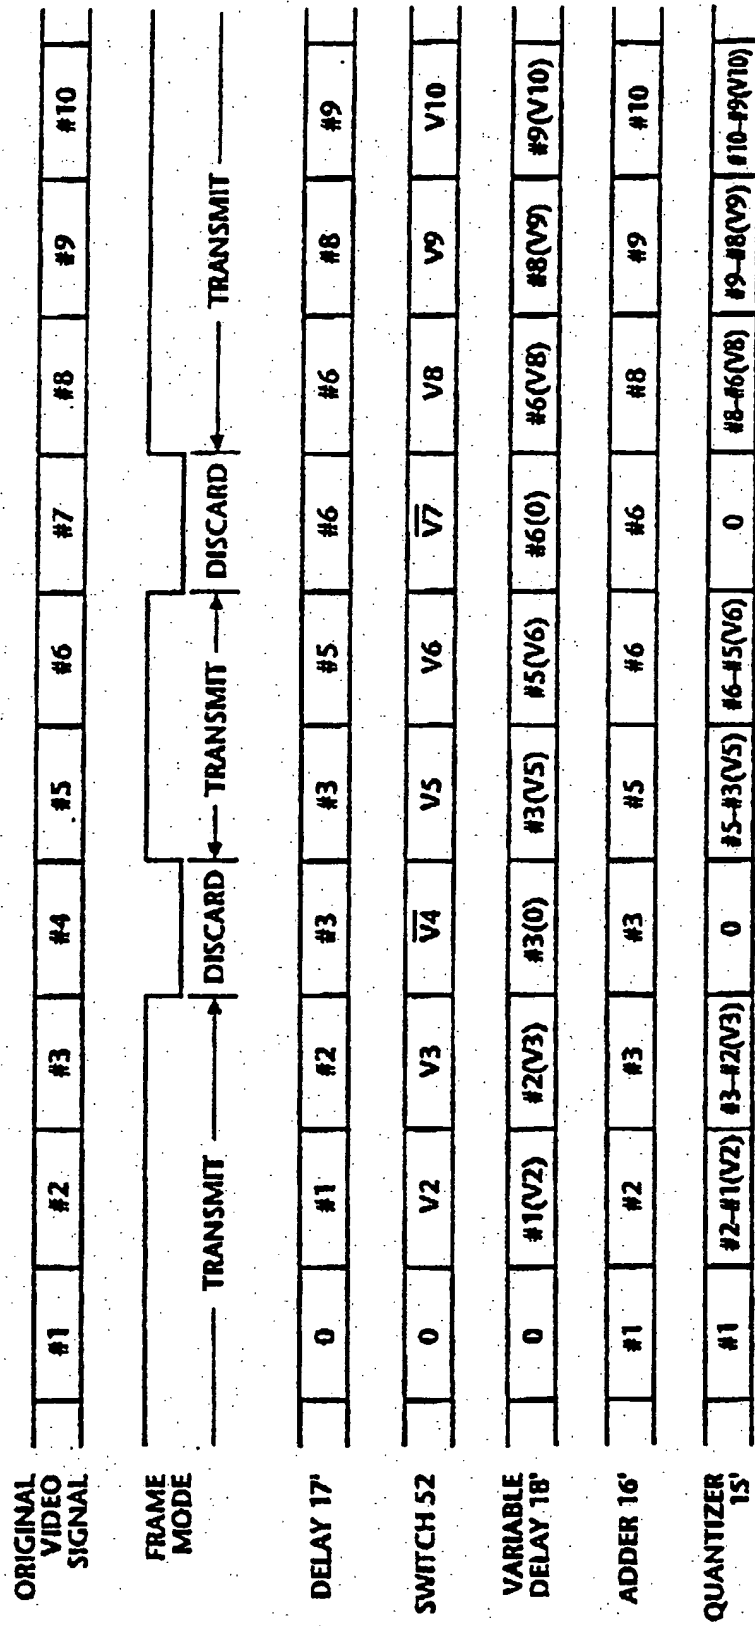 ORIGINAL
VIDEO
SIGNAL
#1 #2 #3 #4 #5 #6 #7 #8 #9 #10
FRAME
MODE
TRANSMIT DISCARD TRANSMIT DISCARD TRANSMIT
DELAY 17'
0 #1 #2 #3 #3 #5 #6 #6 #8 #9
SWITCH 52
0 V2 V3 V̅4̅ V5 V6 V̅7̅ V8 V9 V10
VARIABLE
DELAY 18'
0 #1(V2) #2(V3) #3(0) #3(V5) #5(V6) #6(0) #6(V8) #8(V9) #9(V10)
ADDER 16'
#1 #2 #3 #3 #5 #6 #6 #8 #9 #10
QUANTIZER
15'
#1 #2-#1(V2) #3-#2(V3) 0 #5-#3(V5) #6-#5(V6) 0 #8-#6(V8) #9-#8(V9) #10-#9(V10)